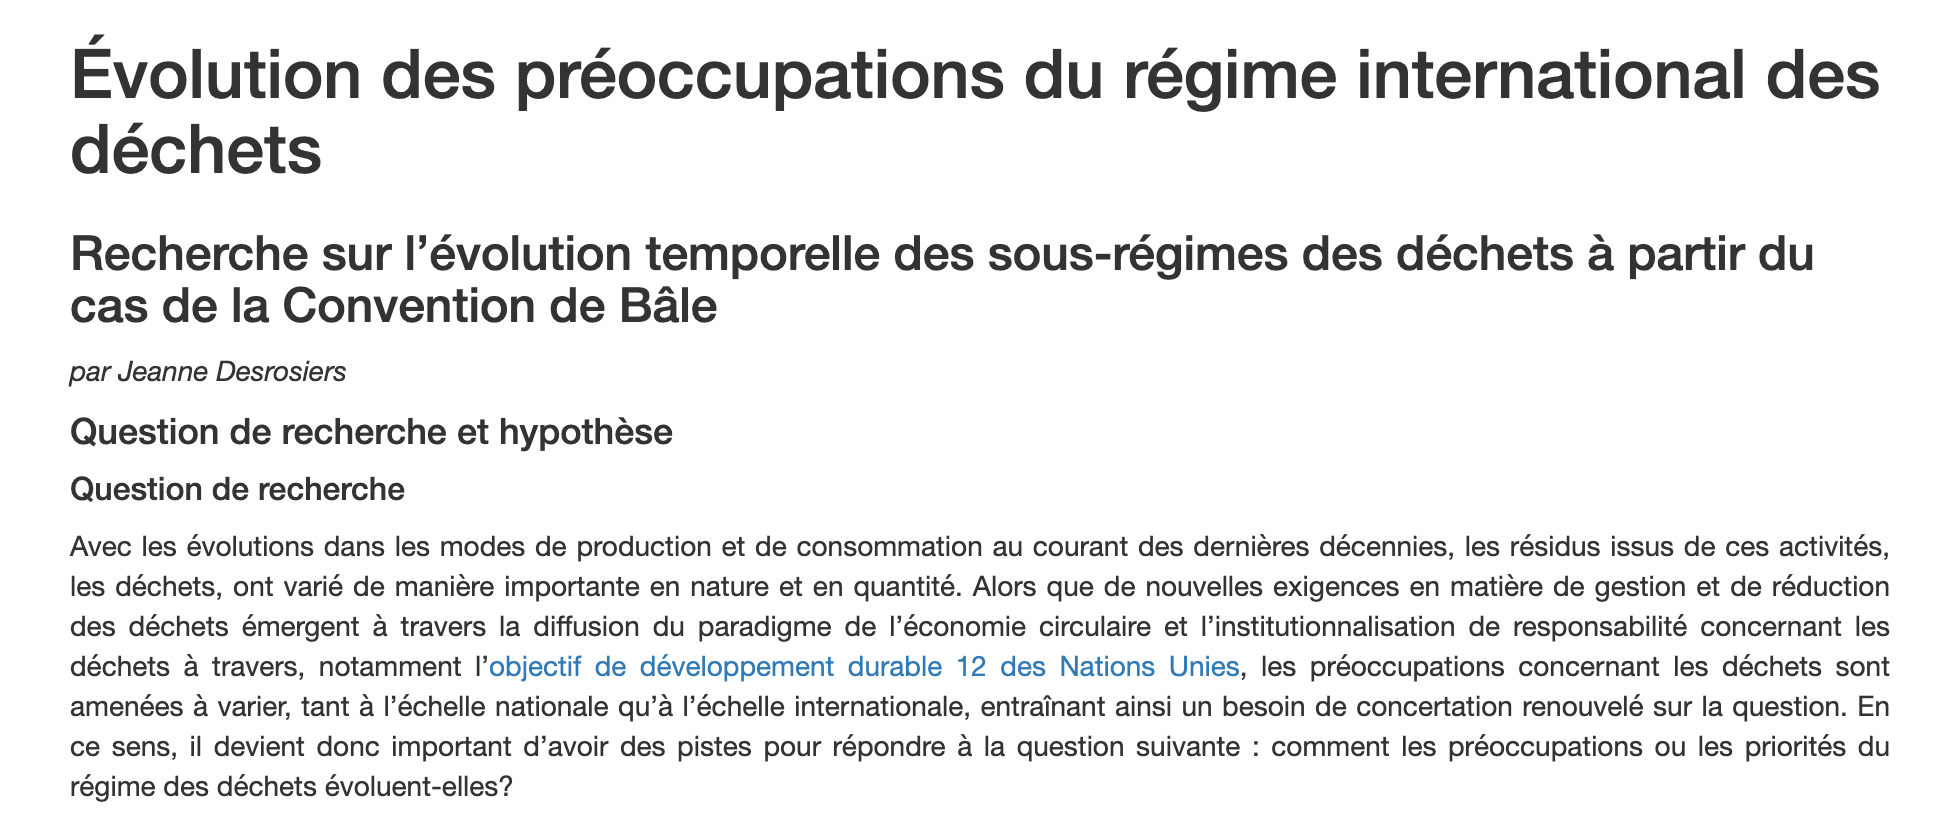 Évolution des préoccupations du régime international des
déchets
Recherche sur l’évolution temporelle des sous-régimes des déchets à partir du
cas de la Convention de Bâle
par Jeanne Desrosiers
Question de recherche et hypothèse
Question de recherche
Avec les évolutions dans les modes de production et de consommation au courant des dernières décennies, les résidus issus de ces activités,
les déchets, ont varié de manière importante en nature et en quantité. Alors que de nouvelles exigences en matière de gestion et de réduction
des déchets émergent à travers la diffusion du paradigme de l’économie circulaire et l’institutionnalisation de responsabilité concernant les
déchets à travers, notamment l’objectif de développement durable 12 des Nations Unies, les préoccupations concernant les déchets sont
amenées à varier, tant à l’échelle nationale qu’à l’échelle internationale, entraînant ainsi un besoin de concertation renouvelé sur la question. En
ce sens, il devient donc important d’avoir des pistes pour répondre à la question suivante : comment les préoccupations ou les priorités du
régime des déchets évoluent-elles?